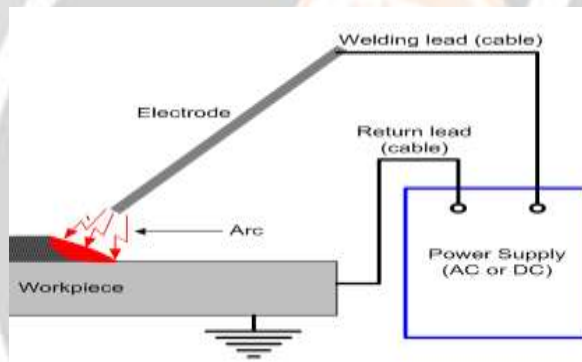 Welding lead (cable)
Electrode
Return lead
(cable)
Arc
Power Supply
(AC or DC)
Workpiece